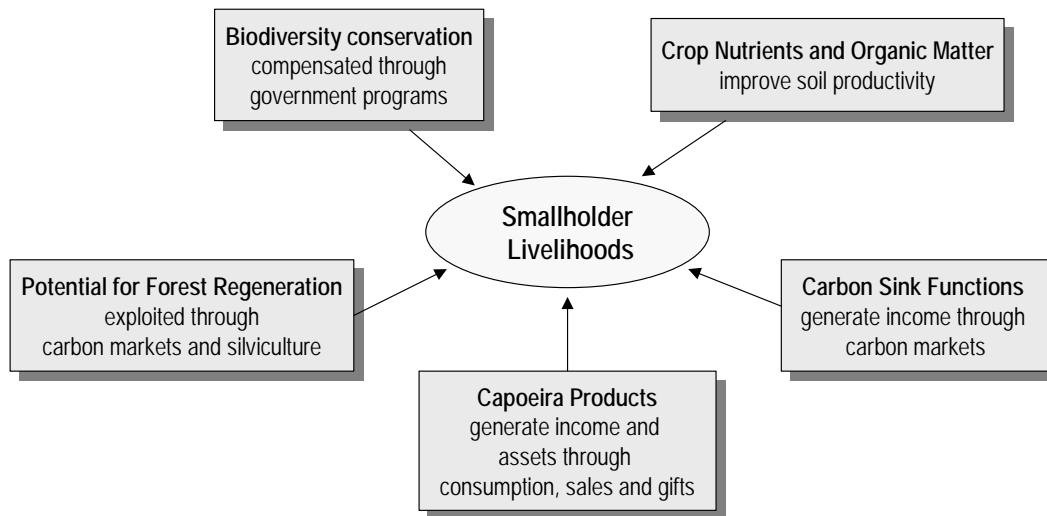 Biodiversity conservation
compensated through
government programs
Crop Nutrients and Organic Matter
improve soil productivity
Smallholder
Livelihoods
Potential for Forest Regeneration
exploited through
carbon markets and silviculture
Carbon Sink Functions
generate income through
carbon markets
Capoeira Products
generate income and
assets through
consumption, sales and gifts